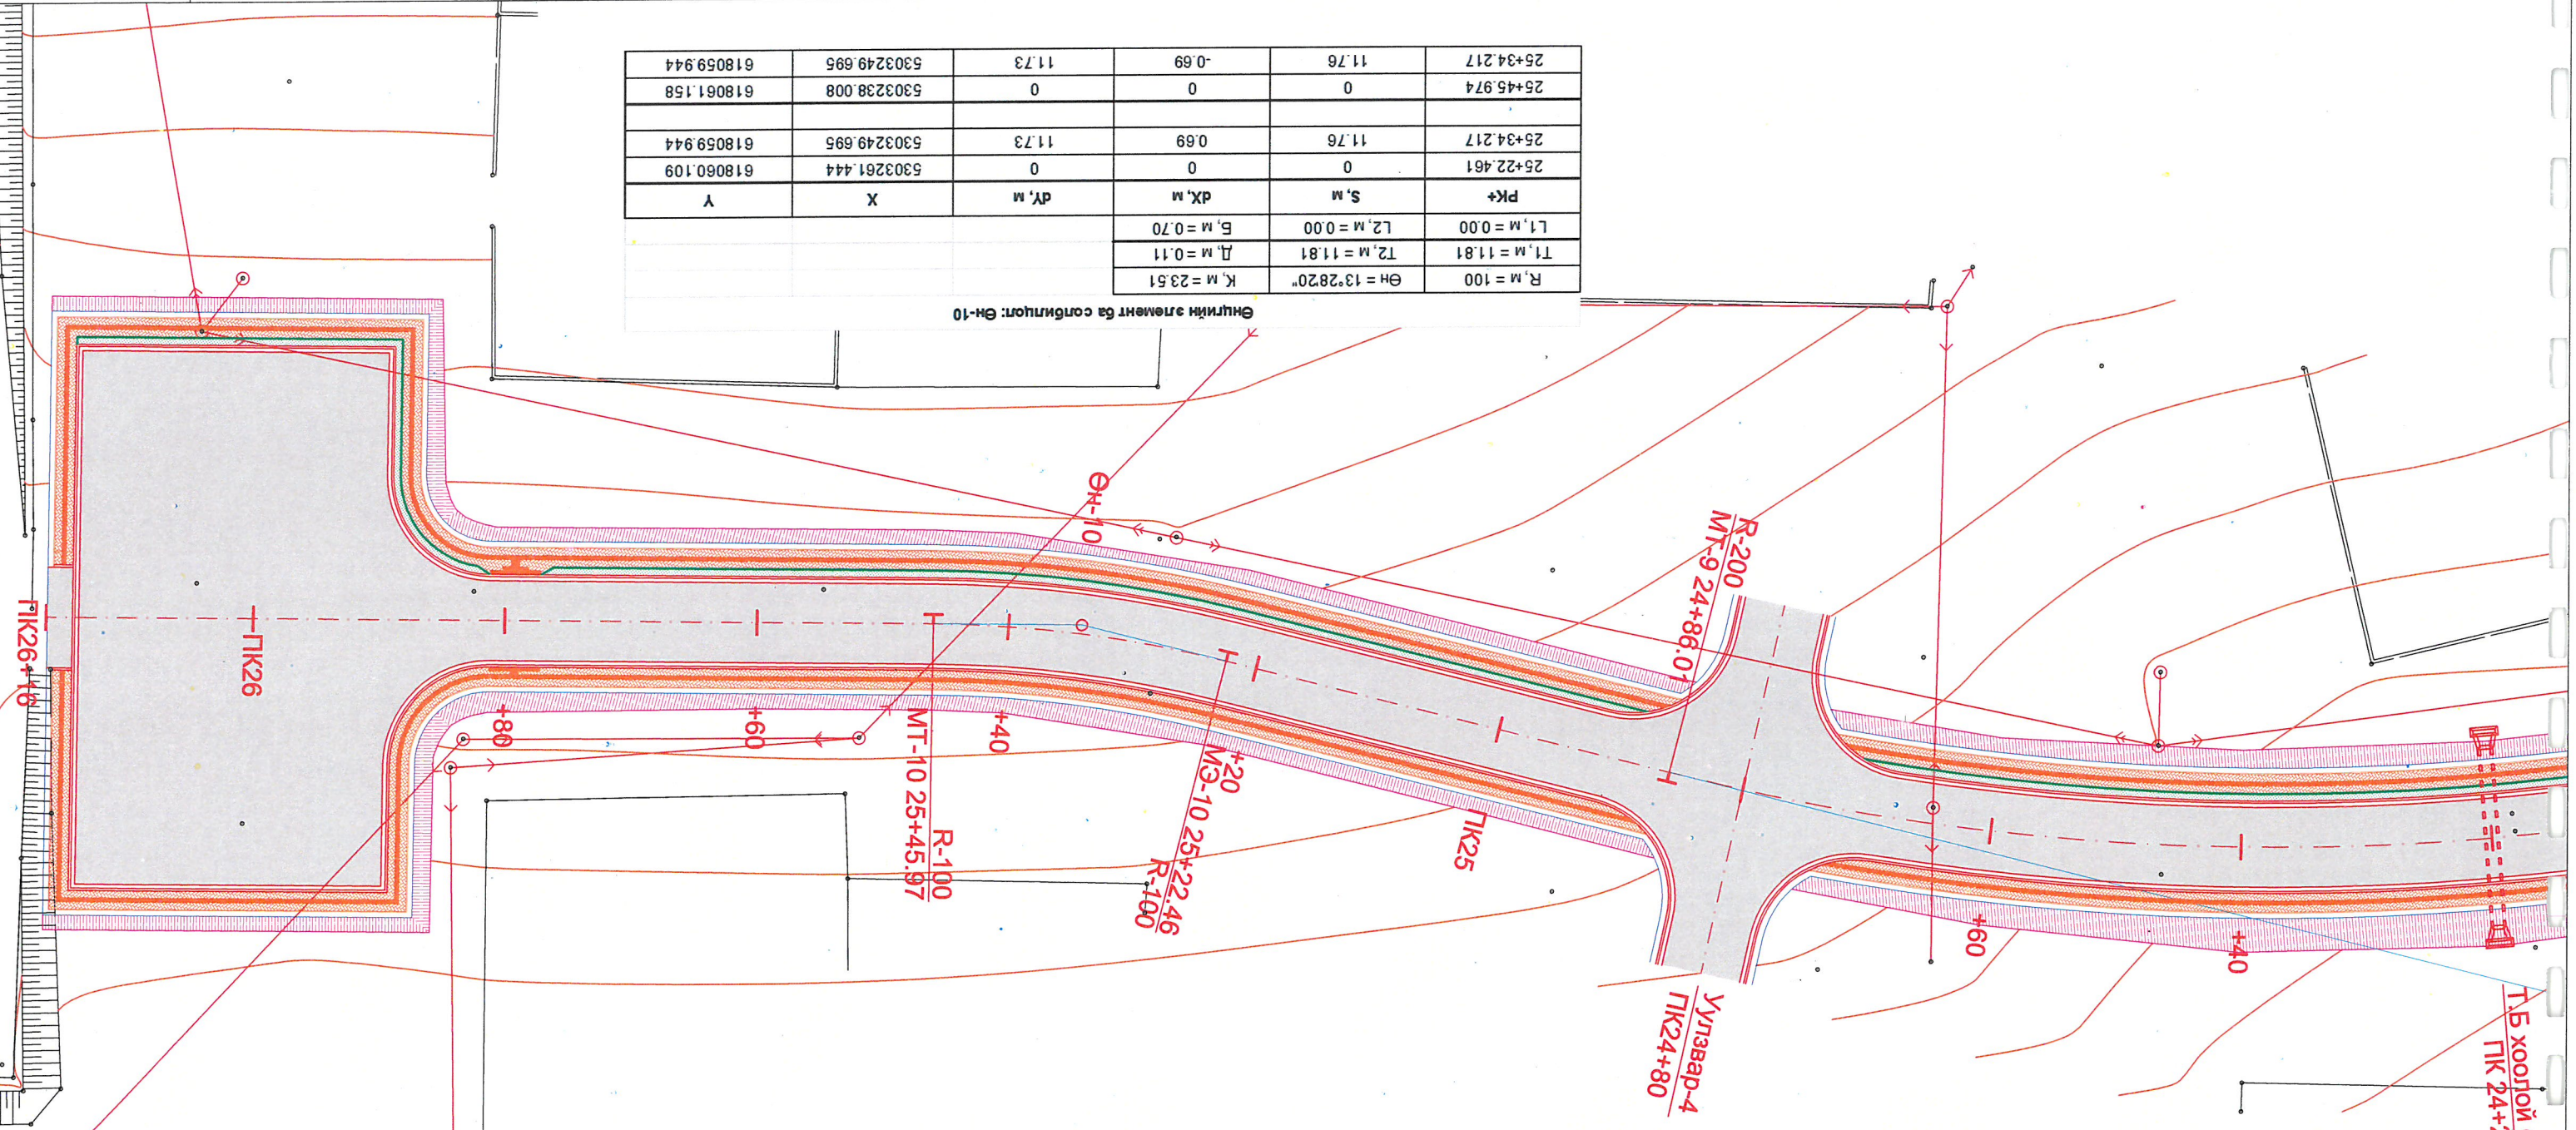 Өнцгийн элемент ба солбилцол: Өн-10
R, м = 100 Өн = 13°28'20" К, м = 23.51
T1, м = 11.81 T2, м = 11.81 Д, м = 0.11
L1, м = 0.00 L2, м = 0.00 Б, м = 0.70
PK+ S, м dX, м dY, м X Y
25+22.461 0 0 0 5303261.444 618060.109
25+34.217 11.76 0.69 11.73 5303249.695 618059.944
25+45.974 0 0 0 5303238.008 618061.158
25+34.217 11.76 -0.69 11.73 5303249.695 618059.944
Өн-10
R-200
МТ-9 24+86.01
ПК26+16
ПК26
+80
+60
+40
R-100
МТ-10 25+45.97
+20
МЭ-10 25+22.46
R-100
ПК25
Уулзвар-4
ПК24+80
+60
+40
Т.Б хоолой
ПК 24+